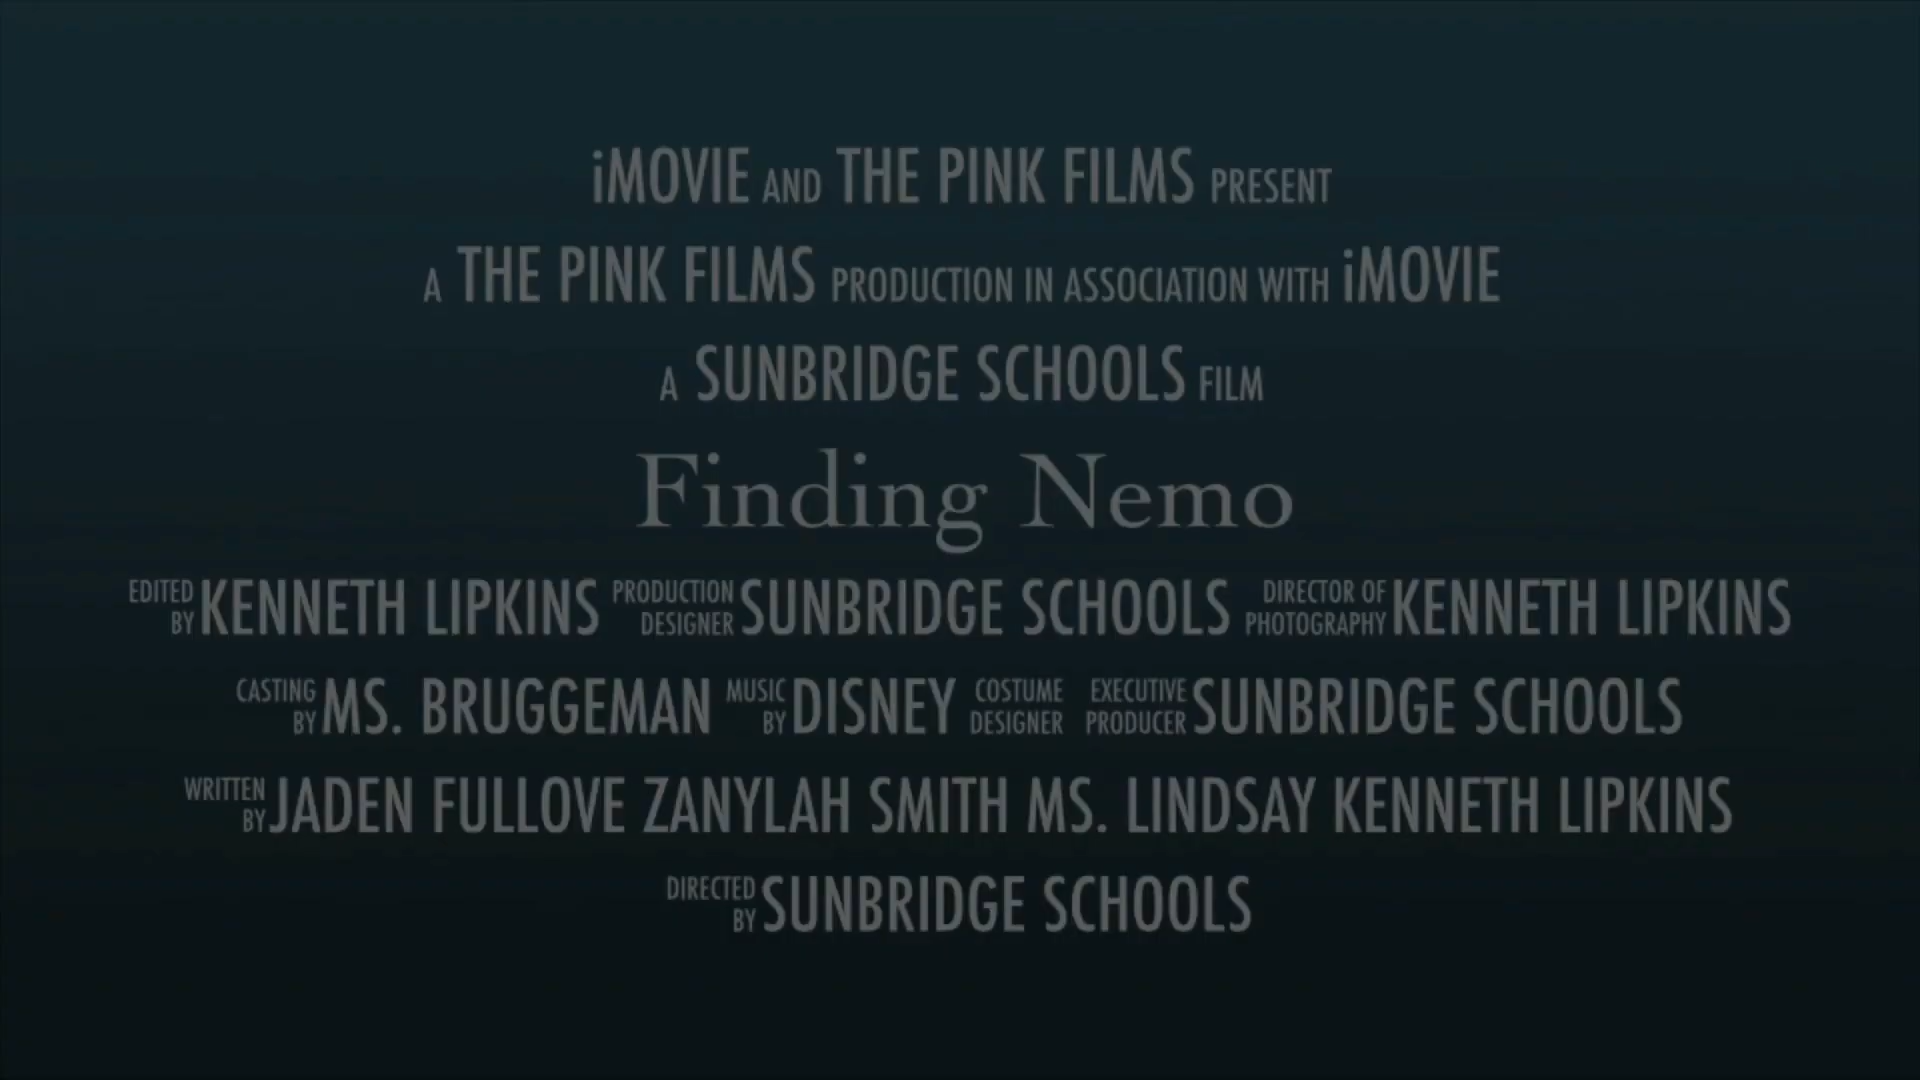 iMOVIE AND THE PINK FILMS PRESENT
A THE PINK FILMS PRODUCTION IN ASSOCIATION WITH iMOVIE
A SUNBRIDGE SCHOOLS FILM
Finding Nemo
EDITED BY KENNETH LIPKINS PRODUCTION DESIGNER SUNBRIDGE SCHOOLS DIRECTOR OF PHOTOGRAPHY KENNETH LIPKINS
CASTING BY MS. BRUGGEMAN MUSIC BY DISNEY COSTUME DESIGNER EXECUTIVE PRODUCER SUNBRIDGE SCHOOLS
WRITTEN BY JADEN FULLOVE ZANYLAH SMITH MS. LINDSAY KENNETH LIPKINS
DIRECTED BY SUNBRIDGE SCHOOLS